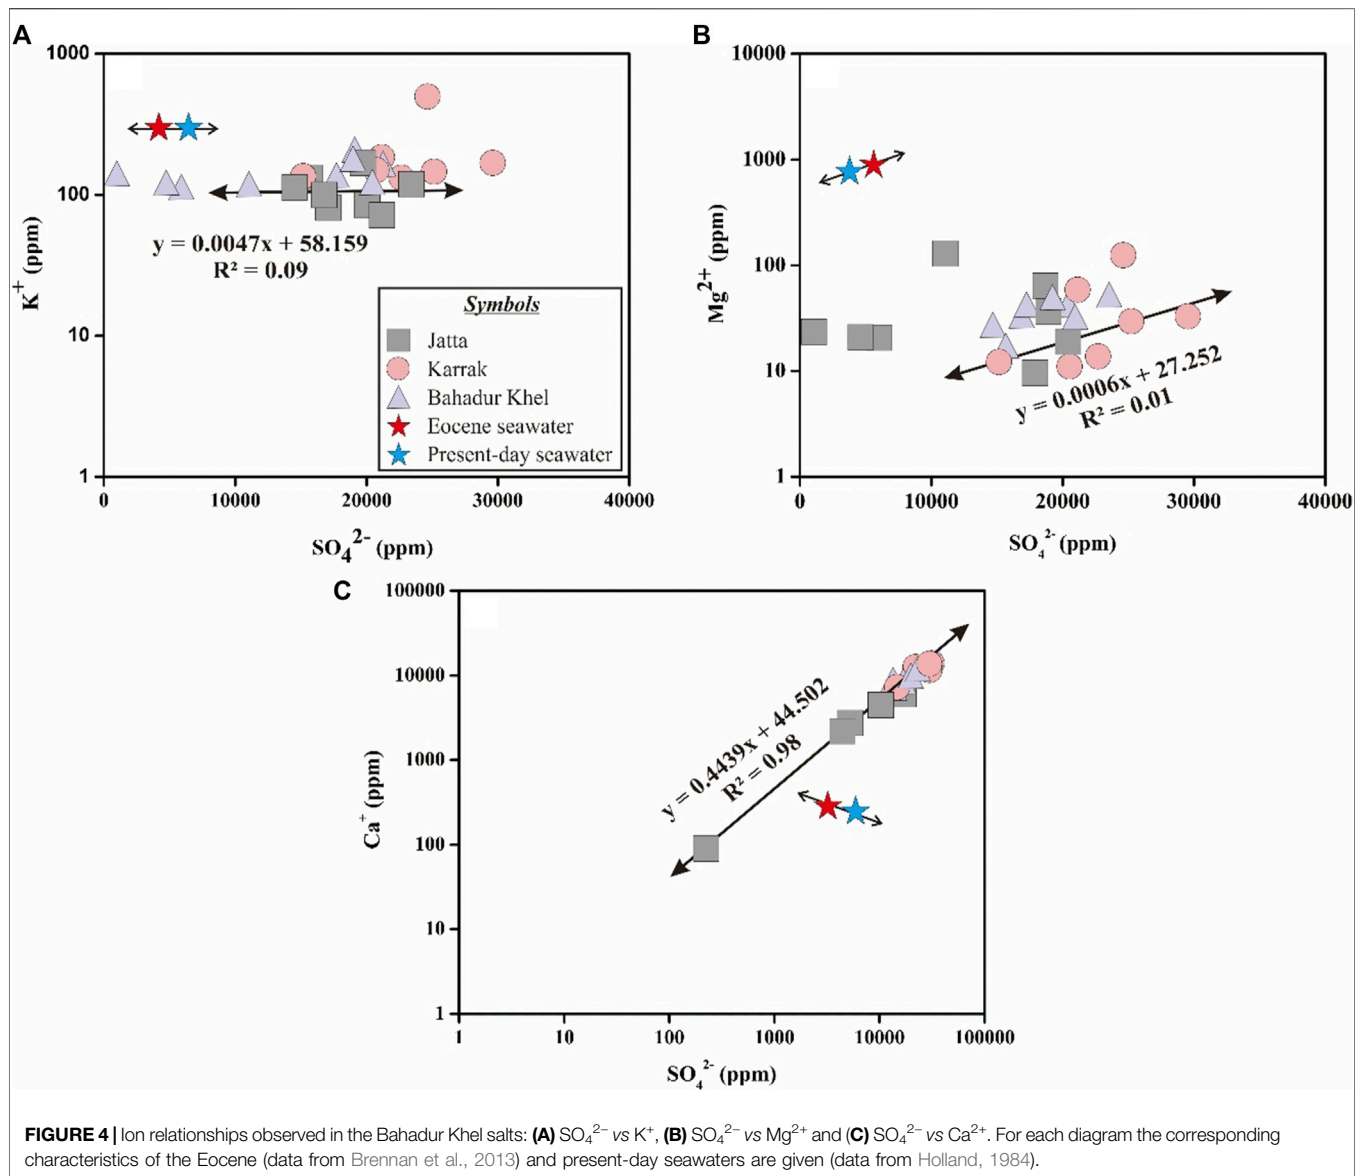 A
1000
100
10
1
K⁺ (ppm)
y = 0.0047x + 58.159
R² = 0.09
Symbols
Jatta
Karrak
Bahadur Khel
Eocene seawater
Present-day seawater
0 10000 20000 30000 40000
SO₄²⁻ (ppm)
B
10000
1000
100
10
1
Mg²⁺ (ppm)
y = 0.0006x + 27.252
R² = 0.01
0 10000 20000 30000 40000
SO₄²⁻ (ppm)
C
100000
10000
1000
100
10
1
Ca⁺ (ppm)
y = 0.4439x + 44.502
R² = 0.98
1 10 100 1000 10000 100000
SO₄²⁻ (ppm)
FIGURE 4 | Ion relationships observed in the Bahadur Khel salts: (A) SO₄²⁻ vs K⁺, (B) SO₄²⁻ vs Mg²⁺ and (C) SO₄²⁻ vs Ca²⁺. For each diagram the corresponding
characteristics of the Eocene (data from Brennan et al., 2013) and present-day seawaters are given (data from Holland, 1984).